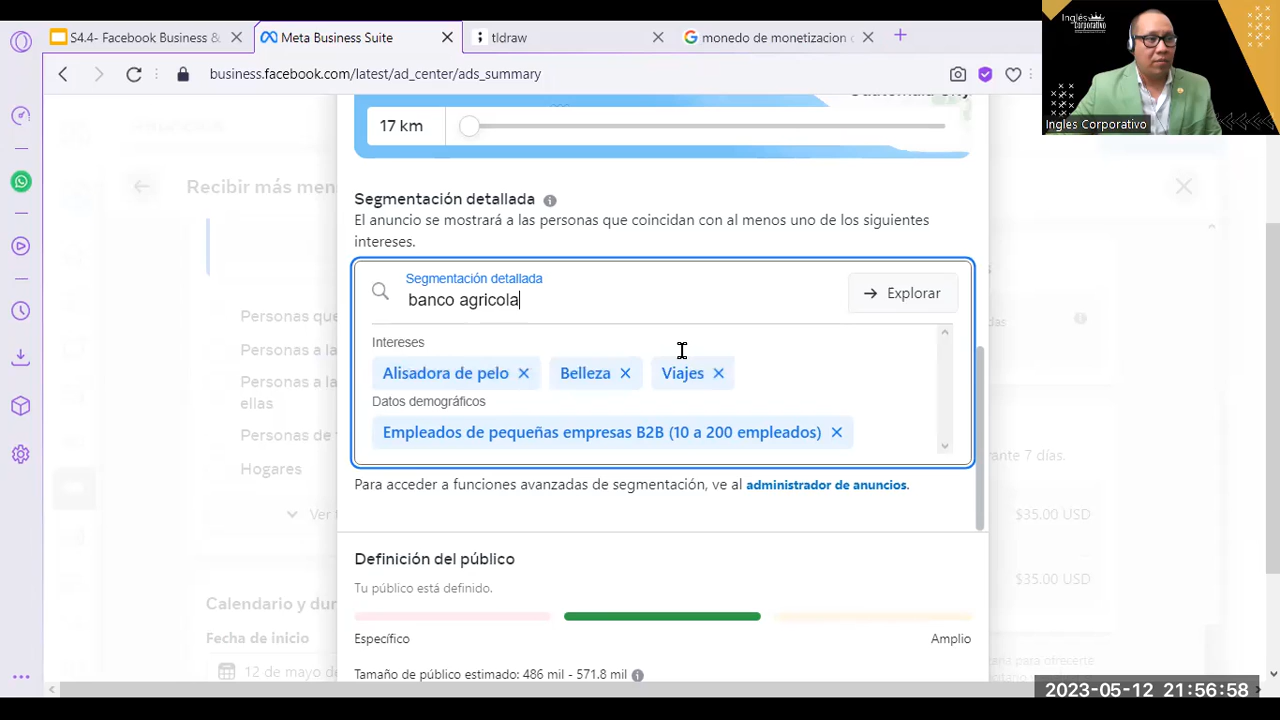 S4.4- Facebook Business &
Meta Business Suite
tldraw
monedo de monetizacion
business.facebook.com/latest/ad_center/ads_summary
Inglés
corporativo
Ingles Corporativo
17 km
Recibir más men
Segmentación detallada
El anuncio se mostrará a las personas que coincidan con al menos uno de los siguientes
intereses.
Segmentación detallada
banco agricola
Explorar
Personas que
Intereses
Personas a la
Alisadora de pelo
Belleza
Viajes
Personas a la
ellas
Datos demográficos
Personas de
Empleados de pequeñas empresas B2B (10 a 200 empleados)
rante 7 días.
Hogares
Para acceder a funciones avanzadas de segmentación, ve al administrador de anuncios.
Ver
$35.00 USD
Definición del público
Tu público está definido.
$35.00 USD
Calendario y dur
Fecha de inicio
Específico
Amplio
12 de mayo de
Tamaño de público estimado: 486 mil - 571.8 mil
2023-05-12 21:56:58